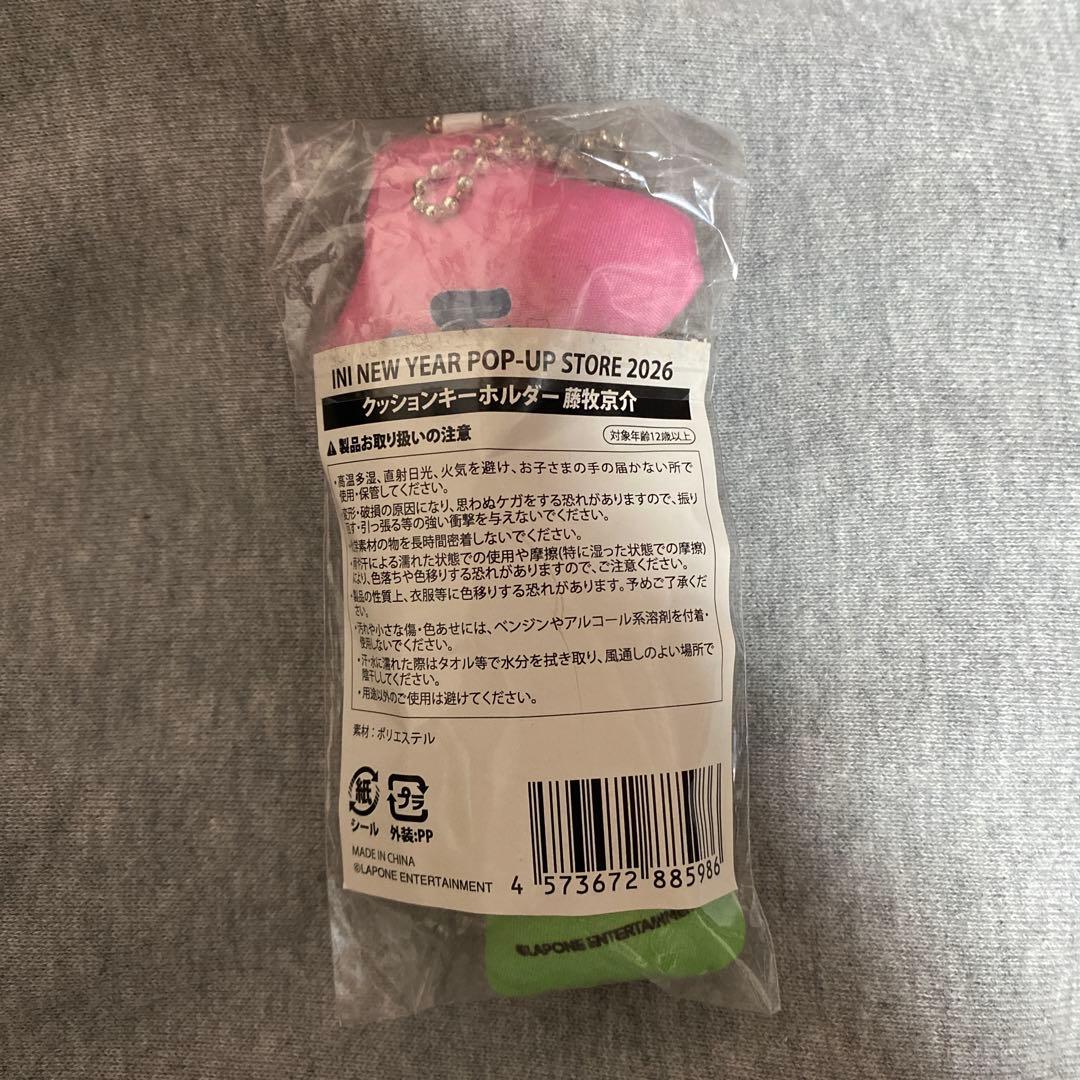 INI NEW YEAR POP-UP STORE 2026
クッションキーホルダー 藤牧京介
製品お取り扱いの注意
対象年齢12歳以上
・高温多湿、直射日光、火気を避け、お子さまの手の届かない所で
使用・保管してください。
変形・破損の原因になり、思わぬケガをする恐れがありますので、振り
回す・引っ張る等の強い衝撃を与えないでください。
性素材の物を長時間密着しないでください。
・雨や汗による濡れた状態での使用や摩擦(特に湿った状態での摩擦)
により、色落ちや色移りする恐れがありますので、ご注意ください。
・製品の性質上、衣服等に色移りする恐れがあります。予めご了承くだ
さい。
・汚れや小さな傷・色あせには、ベンジンやアルコール系溶剤を付着・
使用しないでください。
・汗・水に濡れた際はタオル等で水分を拭き取り、風通しのよい場所で
陰干ししてください。
・用途以外のご使用は避けてください。
素材：ポリエステル
紙
シール
プラ
外装:PP
MADE IN CHINA
©LAPONE ENTERTAINMENT
4 573672 885986
©LAPONE ENTERTAINME